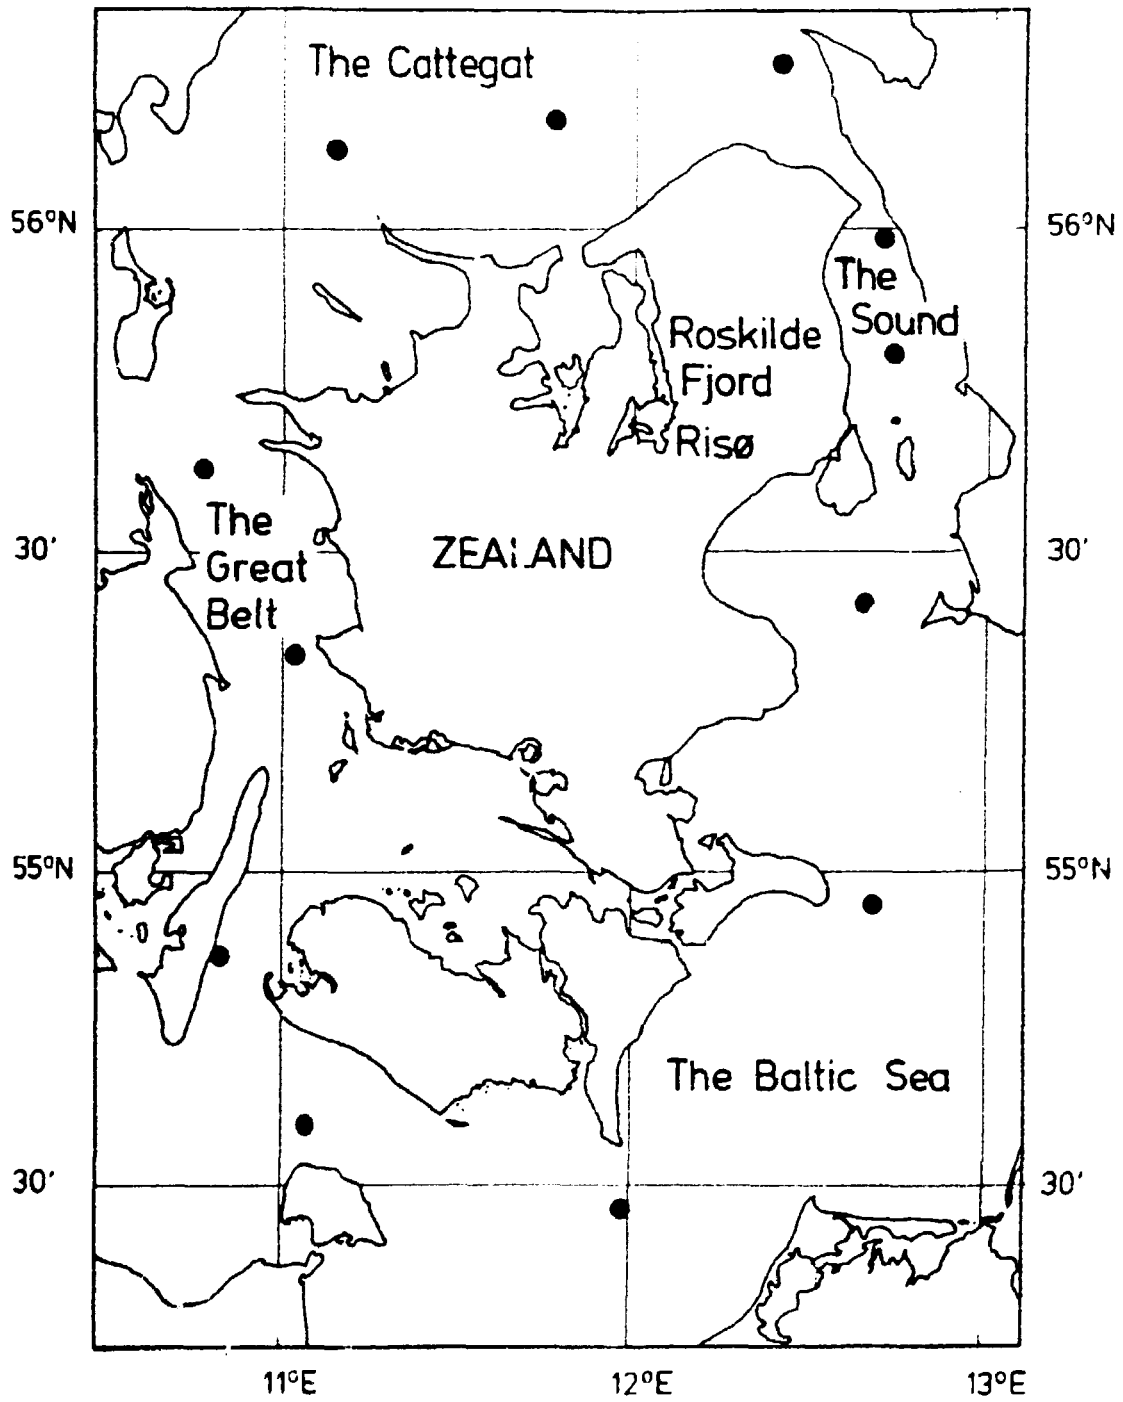 The Cattegat
56°N
56°N
The
Sound
Roskilde
Fjord
Risø
The
Great
Belt
30'
ZEALAND
30'
55°N
55°N
The Baltic Sea
30'
30'
11°E
12°E
13°E